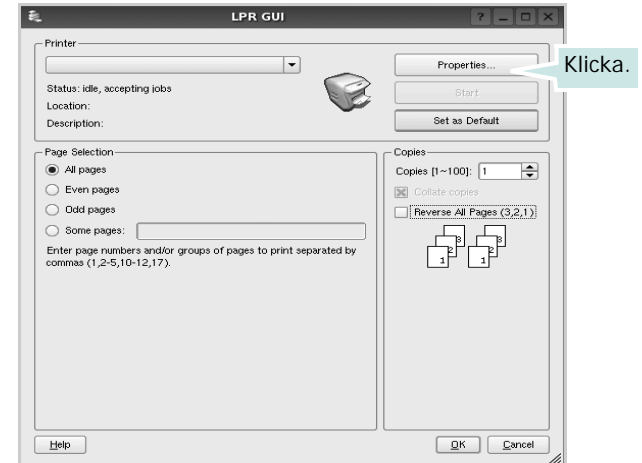 LPR GUI
Printer
Properties...
Klicka.
Status: idle, accepting jobs
Start
Location:
Description:
Set as Default
Page Selection
All pages
Even pages
Odd pages
Some pages:
Enter page numbers and/or groups of pages to print separated by
commas (1,2-5,10-12,17).
Copies
Copies [1~100]: 1
Collate copies
Reverse All Pages (3,2,1)
3 3
2 2
1 1
Help
OK
Cancel